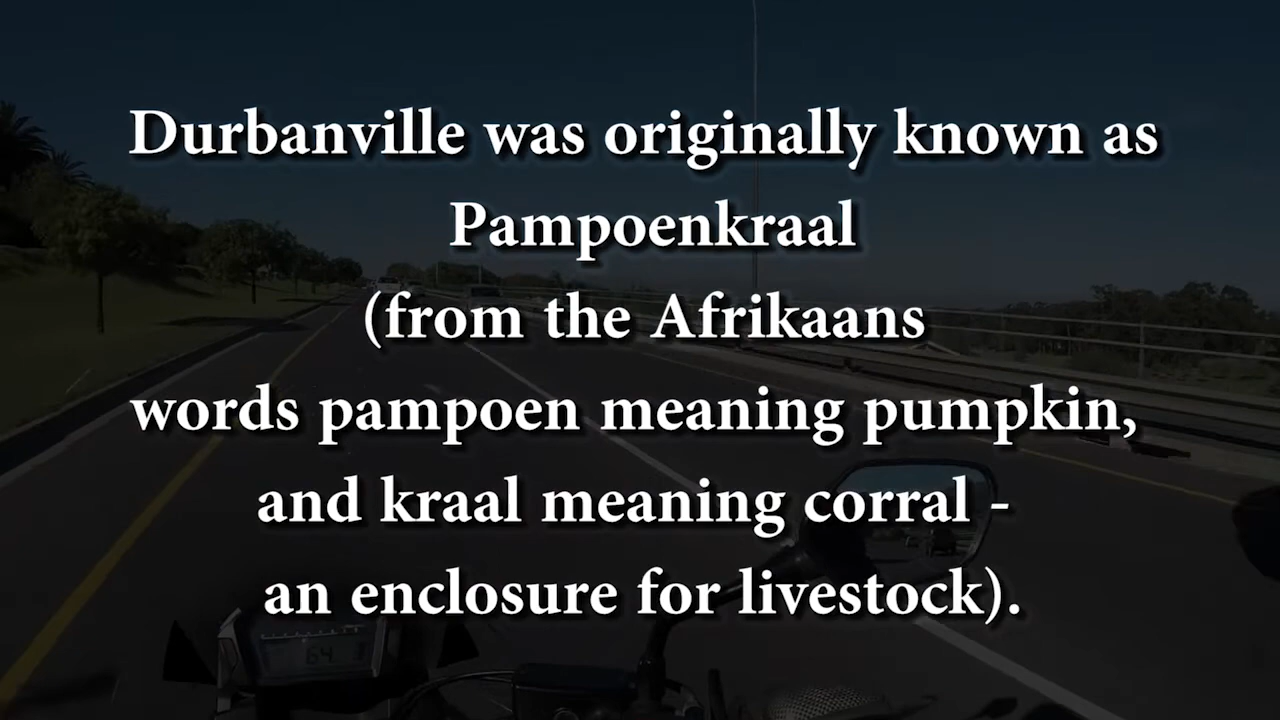 Durbanville was originally known as
Pampoenkraal
(from the Afrikaans
words pampoen meaning pumpkin,
and kraal meaning corral -
an enclosure for livestock).
64